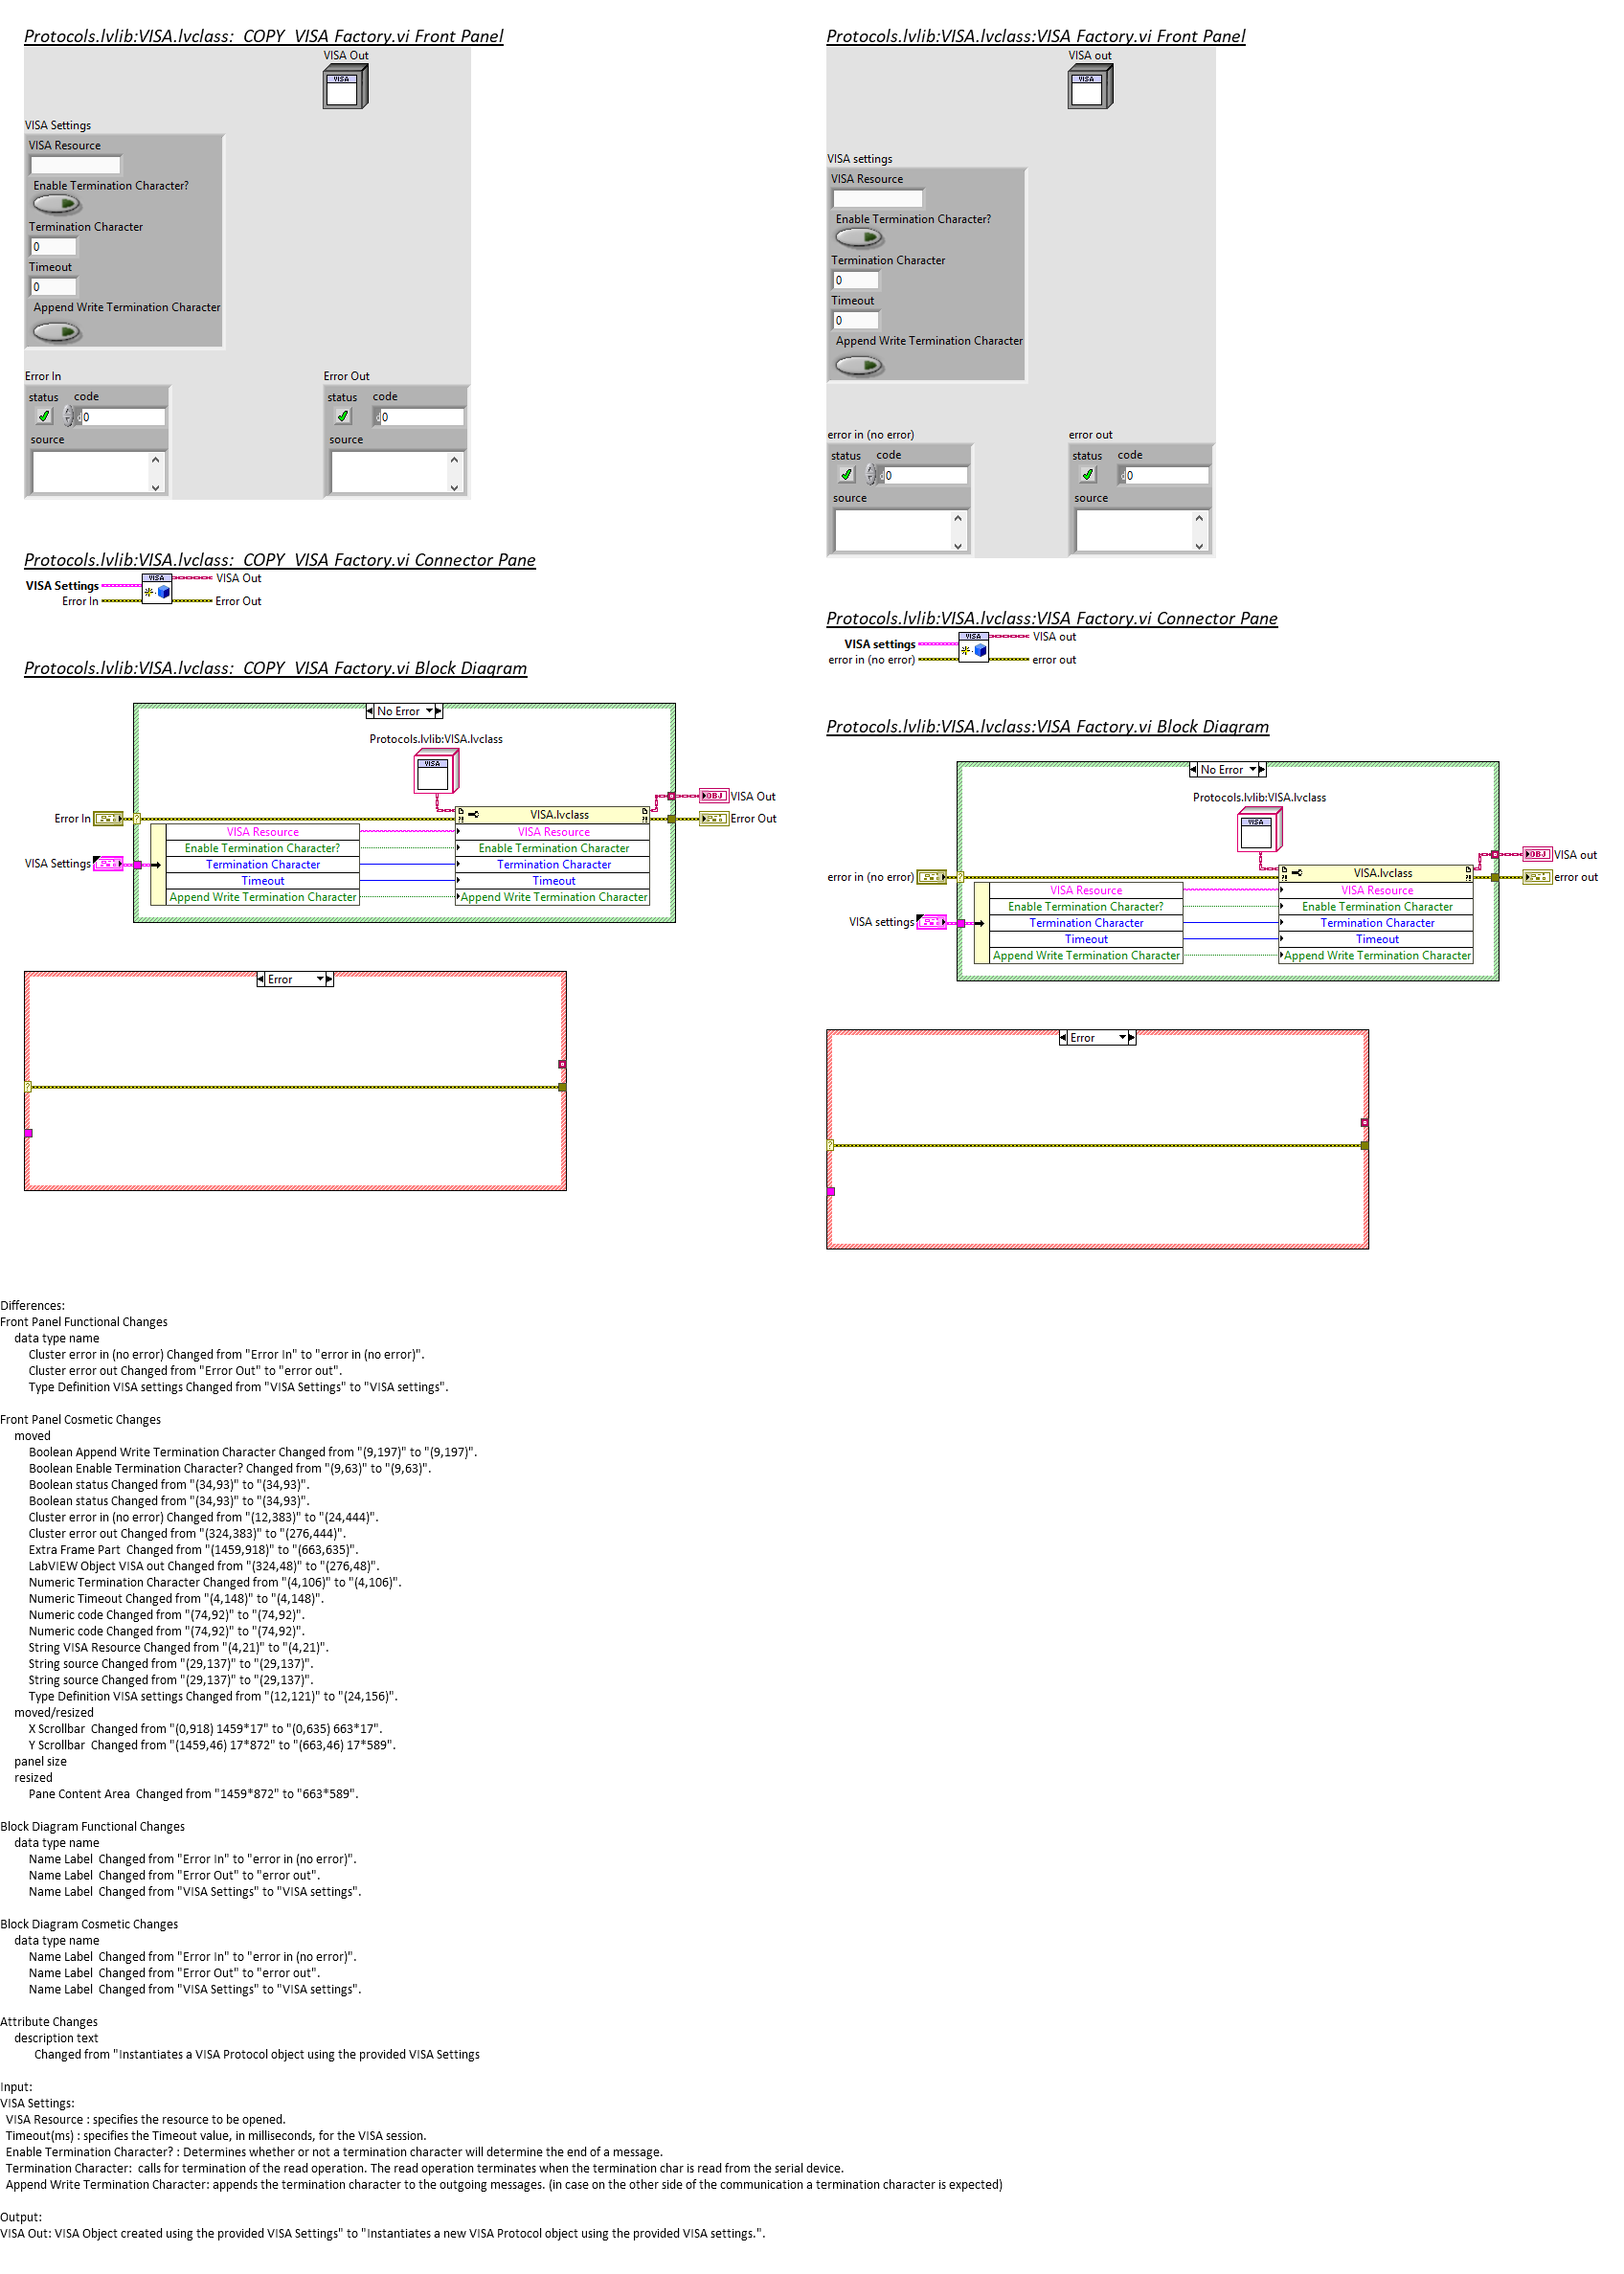 Protocols.lvlib:VISA.lvclass:_COPY_VISA Factory.vi Front Panel
VISA Out
VISA
VISA Settings
VISA Resource
Enable Termination Character?
Termination Character
0
Timeout
0
Append Write Termination Character
Error In
status code
0
source
Error Out
status code
0
source
Protocols.lvlib:VISA.lvclass:_COPY_VISA Factory.vi Connector Pane
VISA
VISA Settings
VISA Out
Error In
Error Out
Protocols.lvlib:VISA.lvclass:_COPY_VISA Factory.vi Block Diagram
No Error
Protocols.lvlib:VISA.lvclass
VISA
VISA.lvclass
OBJ VISA Out
Error In
?
Error Out
VISA Resource VISA Resource
Enable Termination Character? Enable Termination Character
VISA Settings
Termination Character Termination Character
Timeout Timeout
Append Write Termination Character Append Write Termination Character
Error
?
Protocols.lvlib:VISA.lvclass:VISA Factory.vi Front Panel
VISA out
VISA
VISA settings
VISA Resource
Enable Termination Character?
Termination Character
0
Timeout
0
Append Write Termination Character
error in (no error)
status code
0
source
error out
status code
0
source
Protocols.lvlib:VISA.lvclass:VISA Factory.vi Connector Pane
VISA
VISA settings
VISA out
error in (no error)
error out
Protocols.lvlib:VISA.lvclass:VISA Factory.vi Block Diagram
No Error
Protocols.lvlib:VISA.lvclass
VISA
VISA.lvclass
OBJ VISA out
error in (no error)
?
error out
VISA Resource VISA Resource
Enable Termination Character? Enable Termination Character
VISA settings
Termination Character Termination Character
Timeout Timeout
Append Write Termination Character Append Write Termination Character
Error
?
Differences:
Front Panel Functional Changes
data type name
Cluster error in (no error) Changed from "Error In" to "error in (no error)".
Cluster error out Changed from "Error Out" to "error out".
Type Definition VISA settings Changed from "VISA Settings" to "VISA settings".
Front Panel Cosmetic Changes
moved
Boolean Append Write Termination Character Changed from "(9,197)" to "(9,197)".
Boolean Enable Termination Character? Changed from "(9,63)" to "(9,63)".
Boolean status Changed from "(34,93)" to "(34,93)".
Boolean status Changed from "(34,93)" to "(34,93)".
Cluster error in (no error) Changed from "(12,383)" to "(24,444)".
Cluster error out Changed from "(324,383)" to "(276,444)".
Extra Frame Part  Changed from "(1459,918)" to "(663,635)".
LabVIEW Object VISA out Changed from "(324,48)" to "(276,48)".
Numeric Termination Character Changed from "(4,106)" to "(4,106)".
Numeric Timeout Changed from "(4,148)" to "(4,148)".
Numeric code Changed from "(74,92)" to "(74,92)".
Numeric code Changed from "(74,92)" to "(74,92)".
String VISA Resource Changed from "(4,21)" to "(4,21)".
String source Changed from "(29,137)" to "(29,137)".
String source Changed from "(29,137)" to "(29,137)".
Type Definition VISA settings Changed from "(12,121)" to "(24,156)".
moved/resized
X Scrollbar  Changed from "(0,918) 1459*17" to "(0,635) 663*17".
Y Scrollbar  Changed from "(1459,46) 17*872" to "(663,46) 17*589".
panel size
resized
Pane Content Area  Changed from "1459*872" to "663*589".
Block Diagram Functional Changes
data type name
Name Label  Changed from "Error In" to "error in (no error)".
Name Label  Changed from "Error Out" to "error out".
Name Label  Changed from "VISA Settings" to "VISA settings".
Block Diagram Cosmetic Changes
data type name
Name Label  Changed from "Error In" to "error in (no error)".
Name Label  Changed from "Error Out" to "error out".
Name Label  Changed from "VISA Settings" to "VISA settings".
Attribute Changes
description text
Changed from "Instantiates a VISA Protocol object using the provided VISA Settings
Input:
VISA Settings:
VISA Resource : specifies the resource to be opened.
Timeout(ms) : specifies the Timeout value, in milliseconds, for the VISA session.
Enable Termination Character? : Determines whether or not a termination character will determine the end of a message.
Termination Character:  calls for termination of the read operation. The read operation terminates when the termination char is read from the serial device.
Append Write Termination Character: appends the termination character to the outgoing messages. (in case on the other side of the communication a termination character is expected)
Output:
VISA Out: VISA Object created using the provided VISA Settings" to "Instantiates a new VISA Protocol object using the provided VISA settings.".